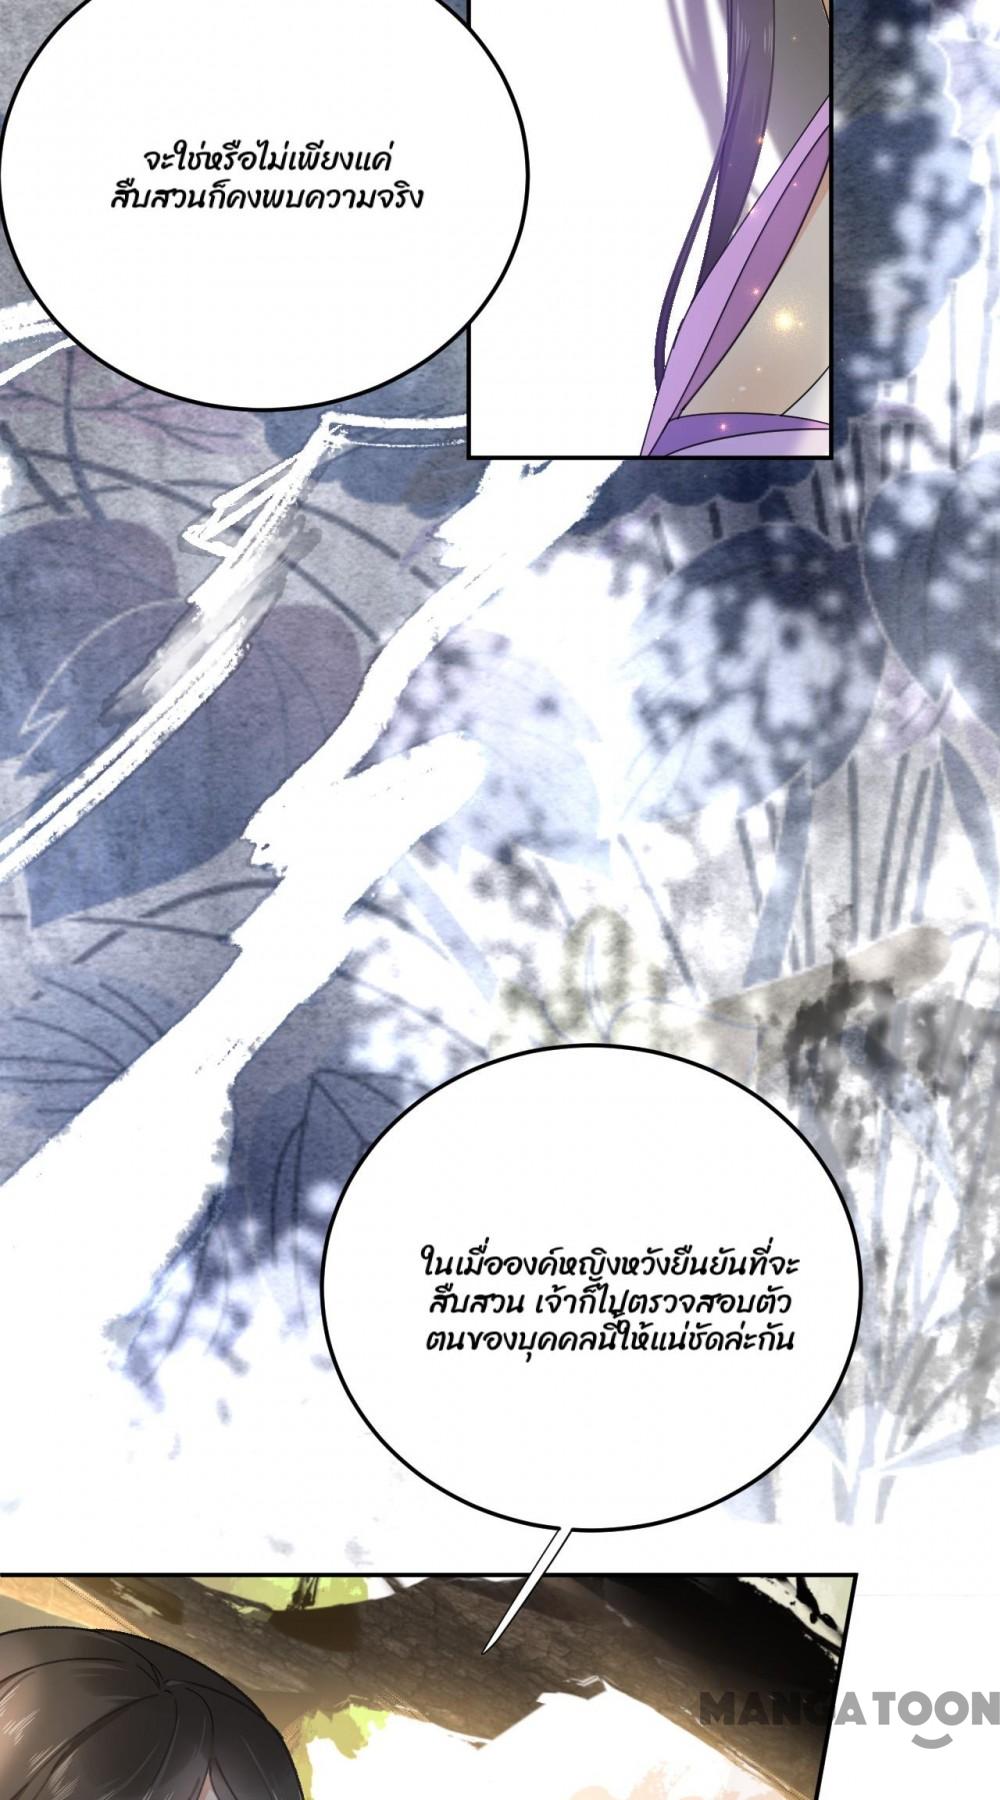 จะใช่หรือไม่เพียงแค่
สืบสวนก็คงพบความจริง
ในเมื่อองค์หญิงหวังยืนยันที่จะ
สืบสวน เจ้าก็ไปตรวจสอบตัว
ตนของบุคคลนี้ให้แน่ชัดล่ะกัน
MANGATOON